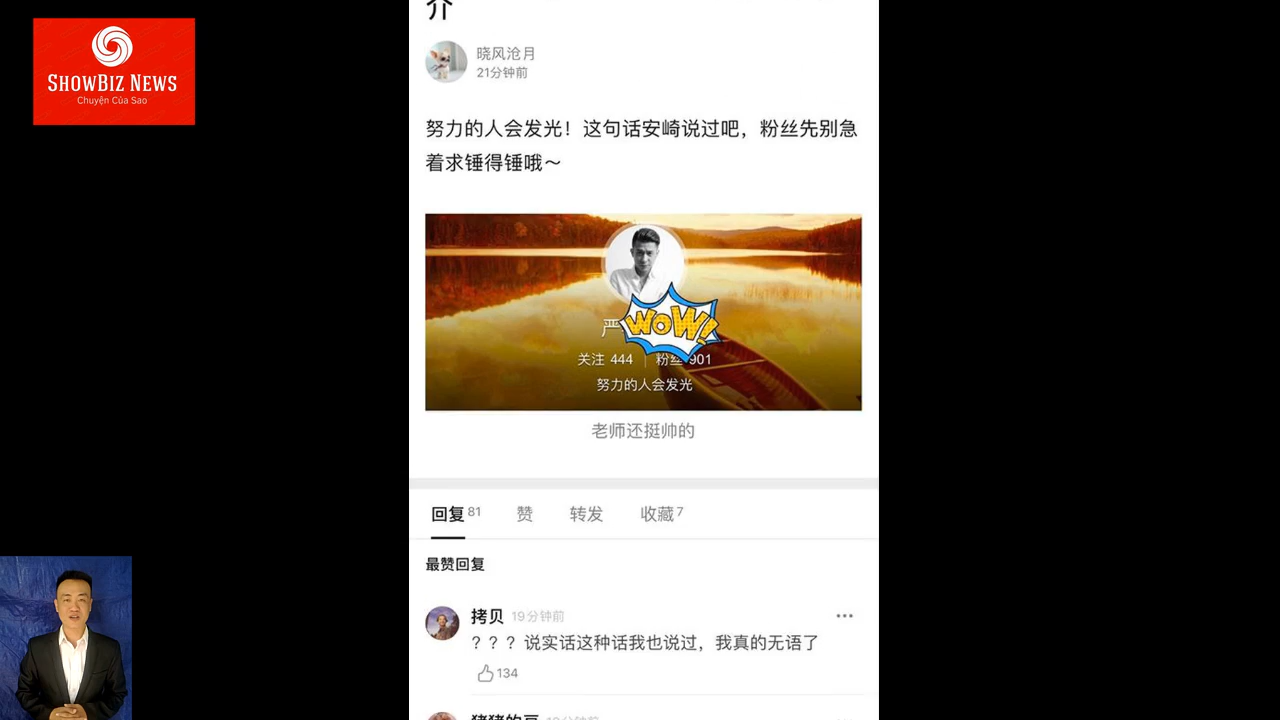 SHOWBIZ NEWS
Chuyện Của Sao
介
晓风沧月
21分钟前
努力的人会发光！这句话安崎说过吧，粉丝先别急
着求锤得锤哦～
严
WOW!
关注 444 | 粉丝 901
努力的人会发光
老师还挺帅的
回复 81 赞 转发 收藏 7
最赞回复
拷贝 19分钟前
？？？说实话这种话我也说过，我真的无语了
134